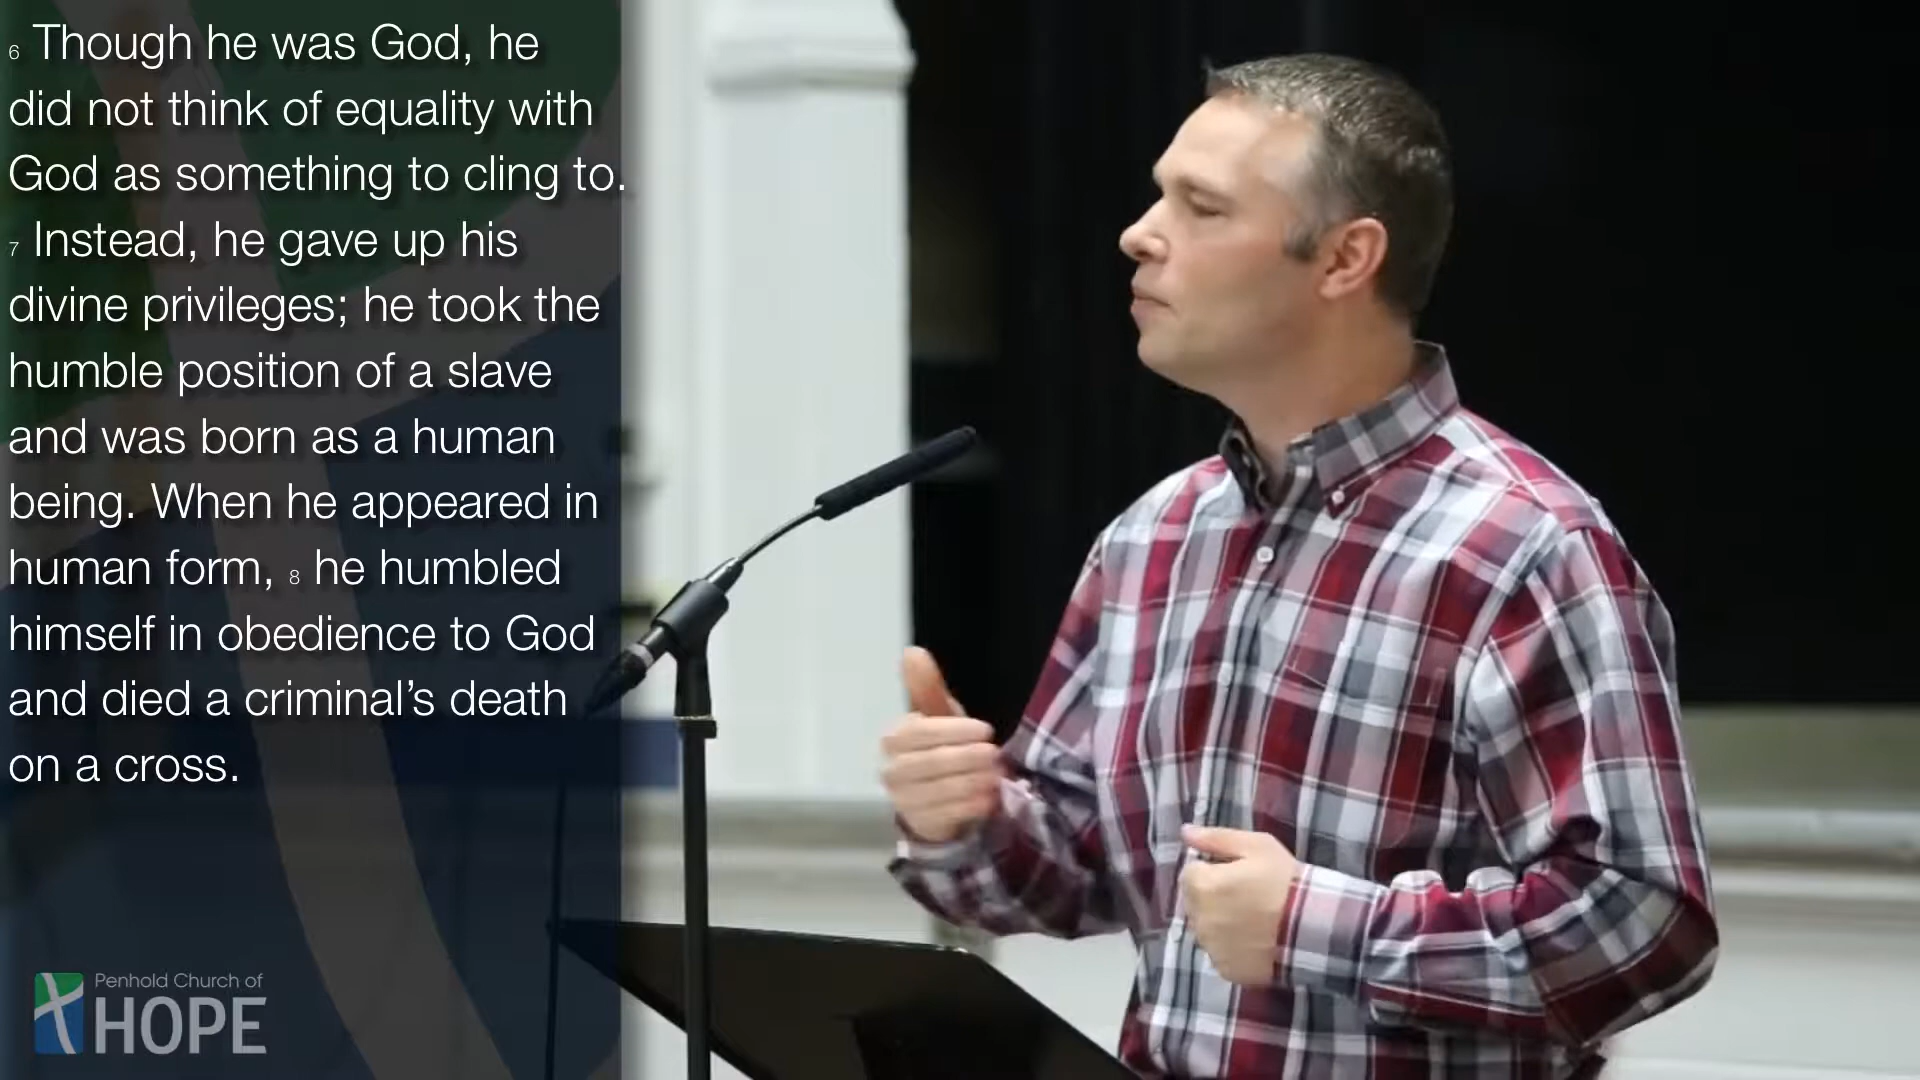 6 Though he was God, he
did not think of equality with
God as something to cling to.
7 Instead, he gave up his
divine privileges; he took the
humble position of a slave
and was born as a human
being. When he appeared in
human form, 8 he humbled
himself in obedience to God
and died a criminal’s death
on a cross.
Penhold Church of
HOPE